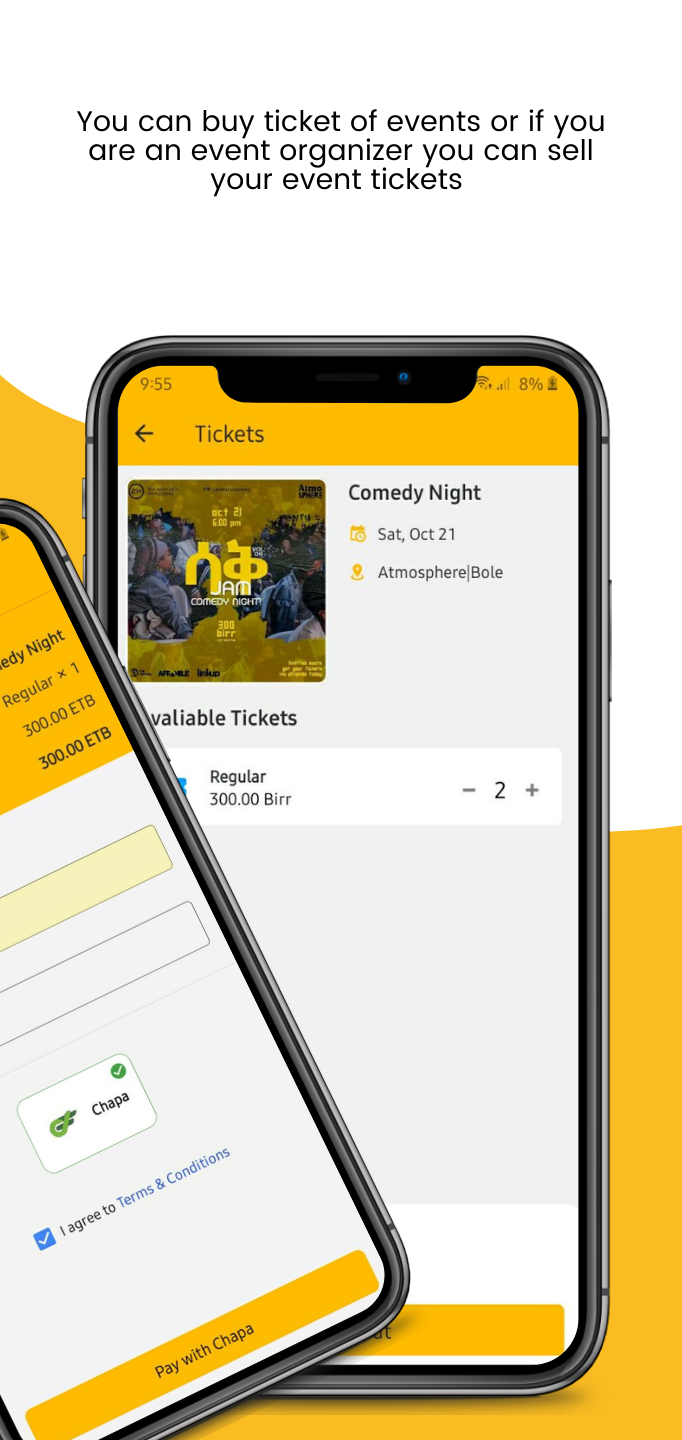 You can buy ticket of events or if you
are an event organizer you can sell
your event tickets
9:55
8%
Tickets
21+
Atmo
SPHERE
oct 21
6:00 pm
ሳቅ
JAM
COMEDY NIGHT!
300
birr
AFROVIBLE linkup
Comedy Night
Sat, Oct 21
Atmosphere|Bole
valiable Tickets
Regular
300.00 Birr
2
edy Night
Regular × 1
300.00 ETB
300.00 ETB
Chapa
I agree to Terms & Conditions
Pay with Chapa